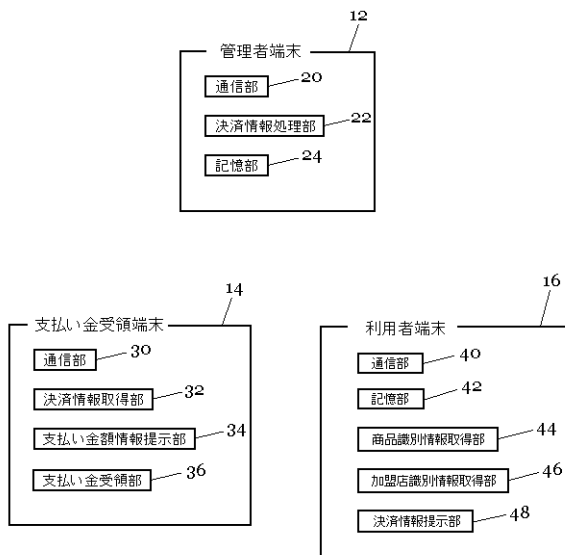 12
管理者端末
通信部 20
決済情報処理部 22
記憶部 24
14
支払い金受領端末
通信部 30
決済情報取得部 32
支払い金額情報提示部 34
支払い金受領部 36
16
利用者端末
通信部 40
記憶部 42
商品識別情報取得部 44
加盟店識別情報取得部 46
決済情報提示部 48